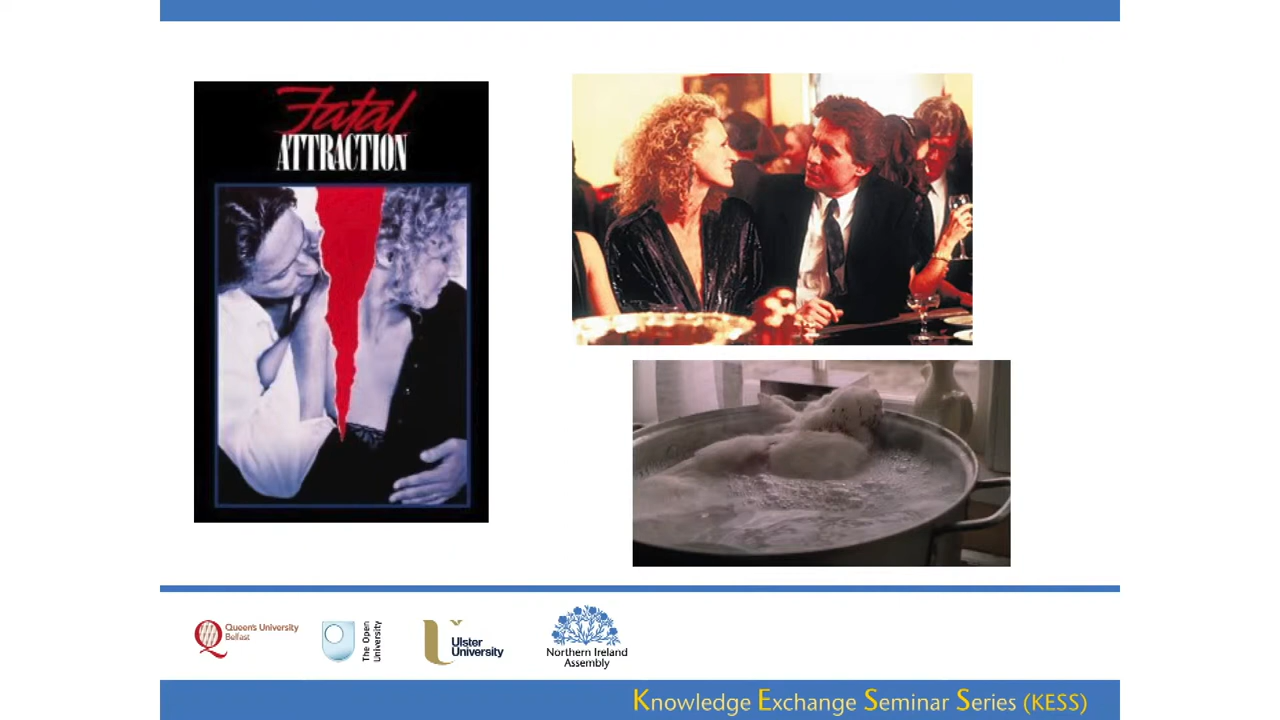 Fatal
ATTRACTION
Queen's University
Belfast
The Open
University
Ulster
University
Northern Ireland
Assembly
Knowledge Exchange Seminar Series (KESS)